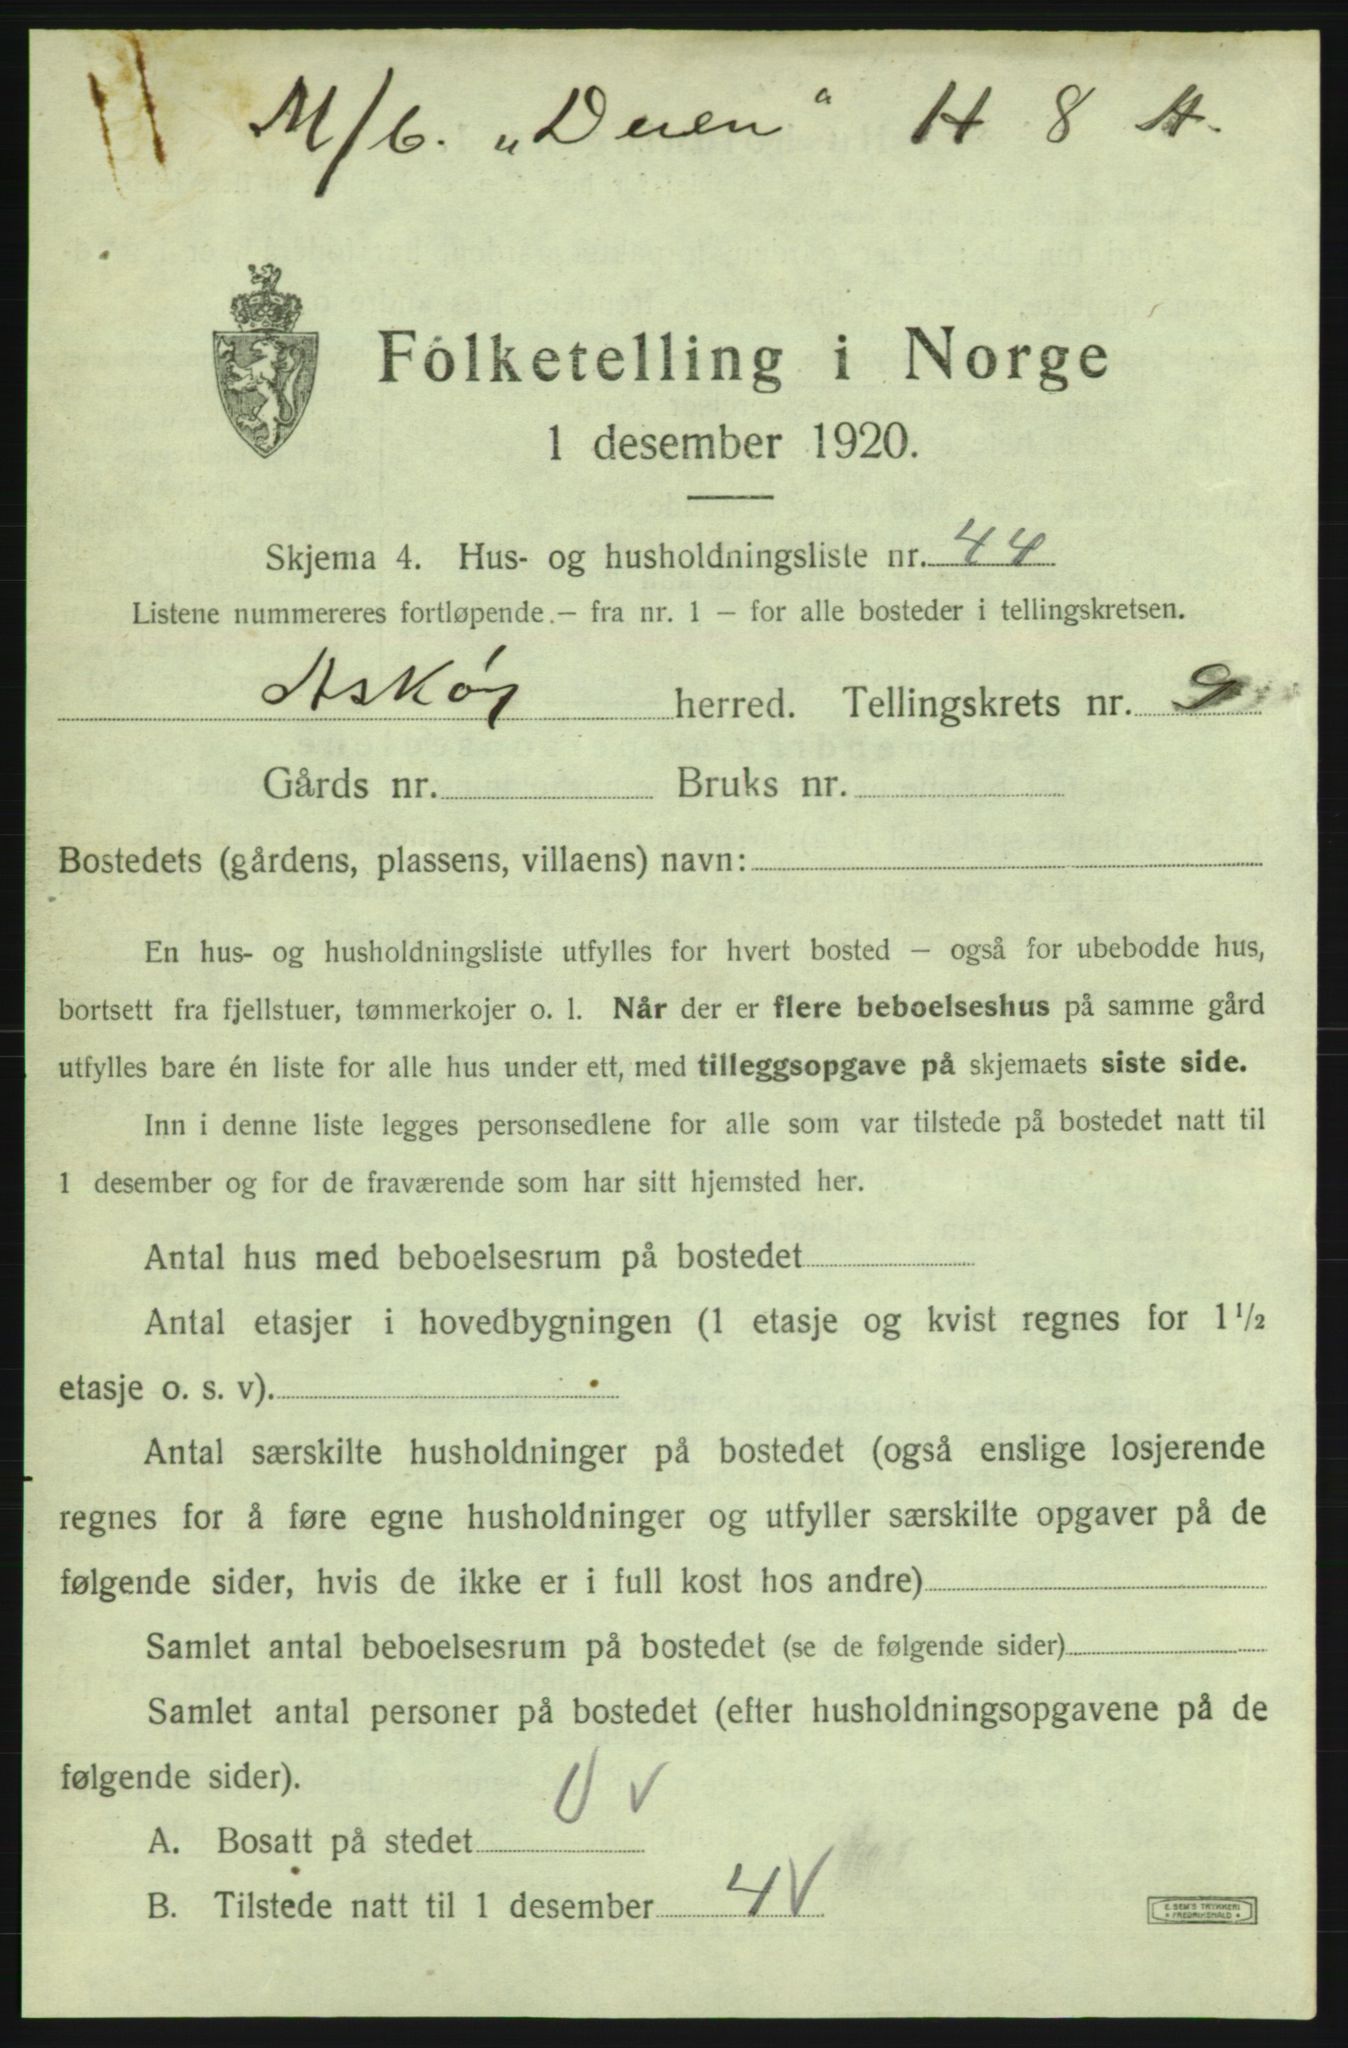 M/b. „Duen“ H 8 A.
Folketelling i Norge
1 desember 1920.
Skjema 4. Hus- og husholdningsliste nr. 44
Listene nummereres fortløpende – fra nr. 1 – for alle bosteder i tellingskretsen.
Askøy herred. Tellingskrets nr. 9
Gårds nr. Bruks nr.
Bostedets (gårdens, plassens, villaens) navn:
En hus- og husholdningsliste utfylles for hvert bosted – også for ubebodde hus,
bortsett fra fjellstuer, tømmerkojer o. l. Når der er flere beboelseshus på samme gård
utfylles bare én liste for alle hus under ett, med tilleggsopgave på skjemaets siste side.
Inn i denne liste legges personsedlene for alle som var tilstede på bostedet natt til
1 desember og for de fraværende som har sitt hjemsted her.
Antal hus med beboelsesrum på bostedet
Antal etasjer i hovedbygningen (1 etasje og kvist regnes for 1 1/2
etasje o. s. v).
Antal særskilte husholdninger på bostedet (også enslige losjerende
regnes for å føre egne husholdninger og utfyller særskilte opgaver på de
følgende sider, hvis de ikke er i full kost hos andre)
Samlet antal beboelsesrum på bostedet (se de følgende sider)
Samlet antal personer på bostedet (efter husholdningsopgavene på de
følgende sider).
A. Bosatt på stedet 0 v
B. Tilstede natt til 1 desember 4 v
E. SEM'S TRYKKERI
FREDRIKSHALD